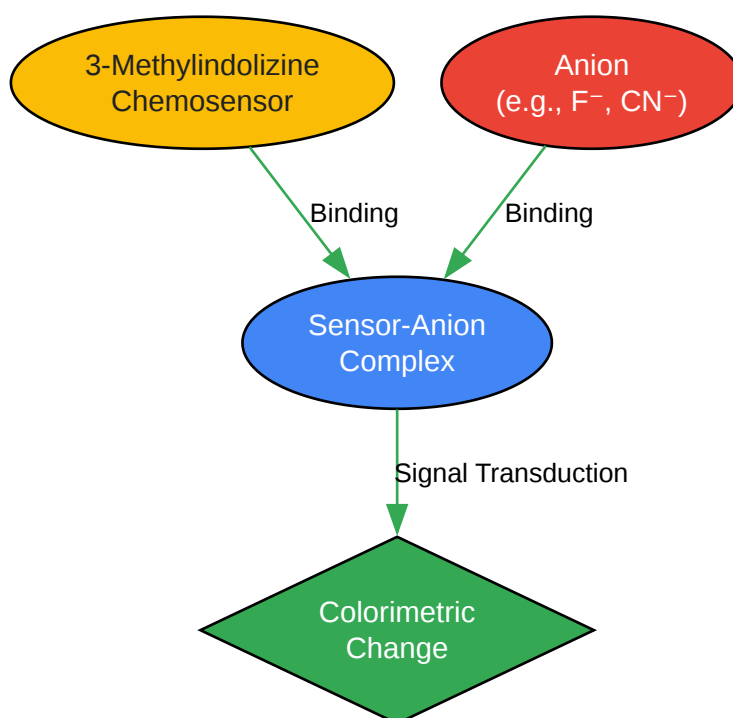 3-Methylindolizine
Chemosensor
Anion
(e.g., F⁻, CN⁻)
Binding
Binding
Sensor-Anion
Complex
Signal Transduction
Colorimetric
Change